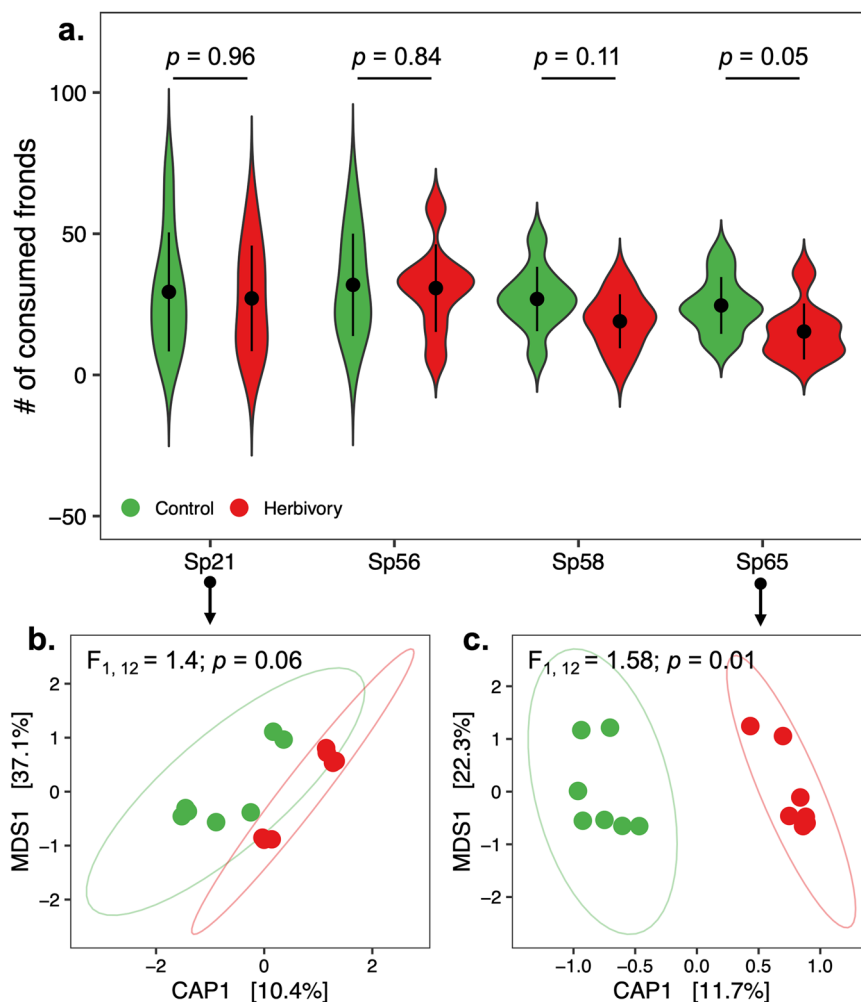 a.
p = 0.96
p = 0.84
p = 0.11
p = 0.05
# of consumed fronds
100
50
0
−50
Control
Herbivory
Sp21
Sp56
Sp58
Sp65
b.
F1, 12 = 1.4; p = 0.06
MDS1 [37.1%]
2
1
0
−1
−2
−2
0
2
CAP1 [10.4%]
c.
F1, 12 = 1.58; p = 0.01
MDS1 [22.3%]
2
1
0
−1
−2
−1.0
−0.5
0.0
0.5
1.0
CAP1 [11.7%]